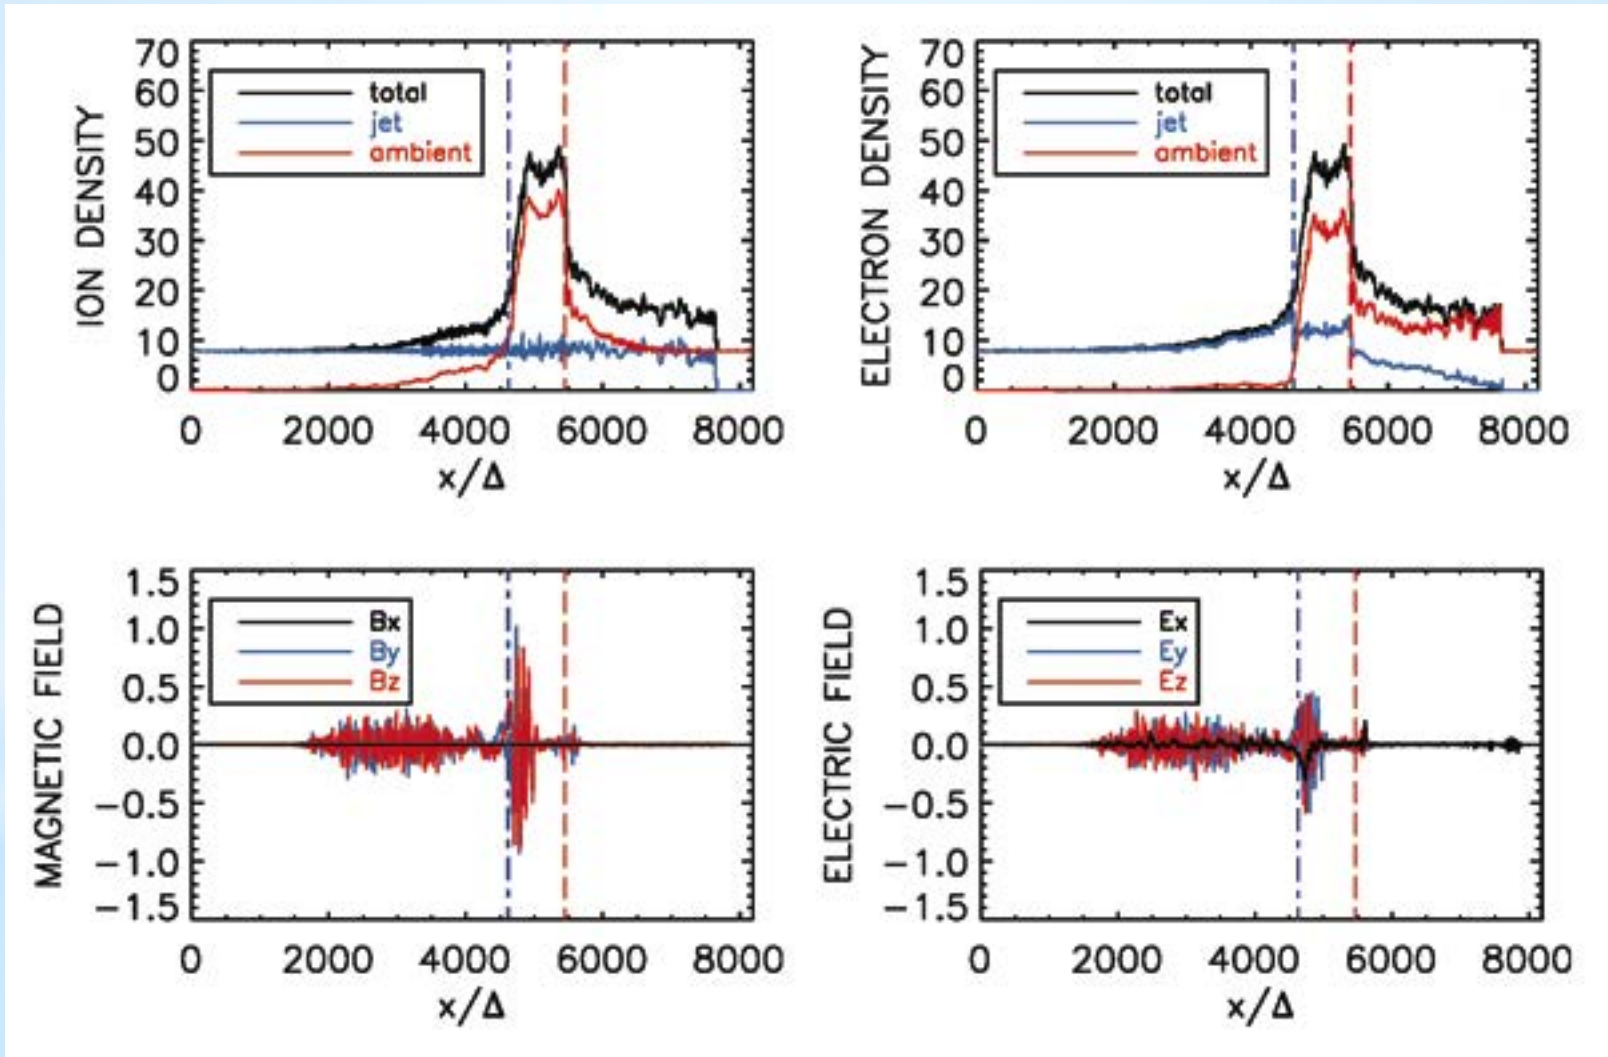 70
60
50
40
30
20
10
0
ION DENSITY
total
jet
ambient
0 2000 4000 6000 8000
x/Δ
70
60
50
40
30
20
10
0
ELECTRON DENSITY
total
jet
ambient
0 2000 4000 6000 8000
x/Δ
1.5
1.0
0.5
0.0
−0.5
−1.0
−1.5
MAGNETIC FIELD
Bx
By
Bz
0 2000 4000 6000 8000
x/Δ
1.5
1.0
0.5
0.0
−0.5
−1.0
−1.5
ELECTRIC FIELD
Ex
Ey
Ez
0 2000 4000 6000 8000
x/Δ